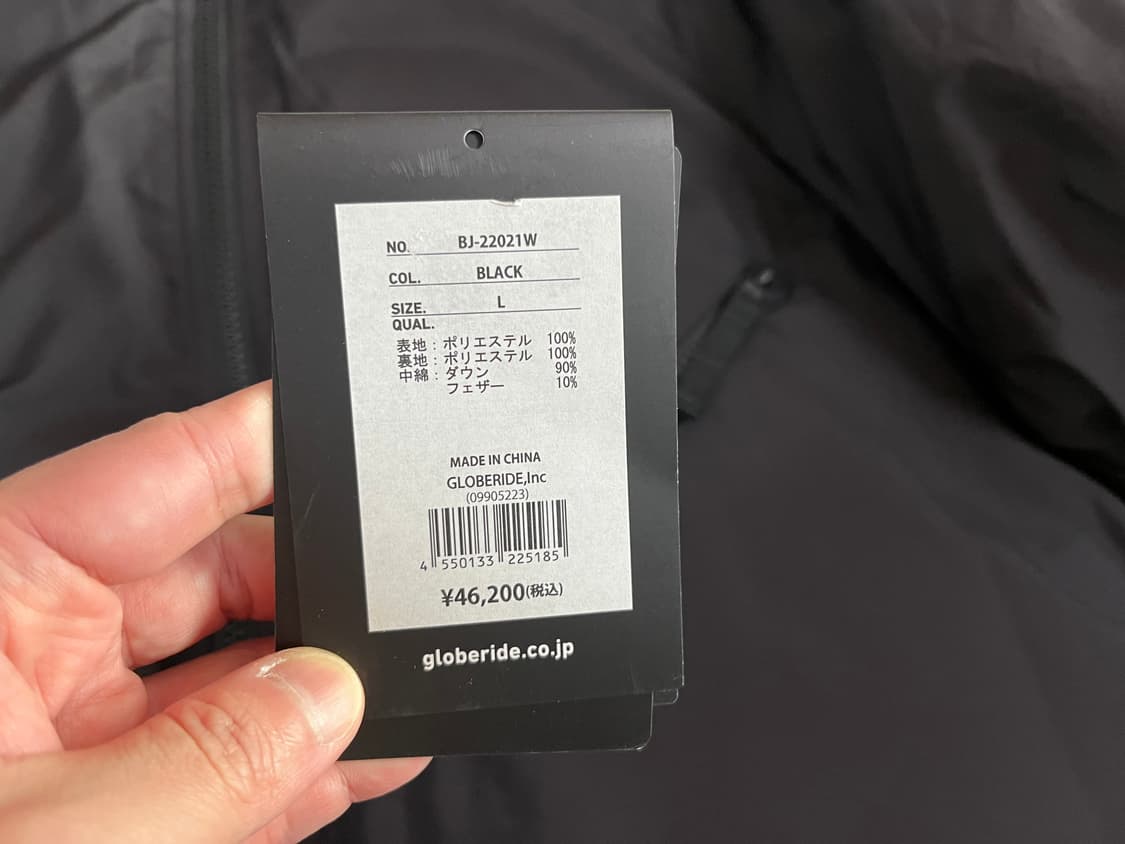 NO. BJ-22021W
COL. BLACK
SIZE. L
QUAL.
表地：ポリエステル 100%
裏地：ポリエステル 100%
中綿：ダウン 90%
フェザー 10%
MADE IN CHINA
GLOBERIDE,Inc
(09905223)
4 550133 225185
¥46,200(税込)
globeride.co.jp